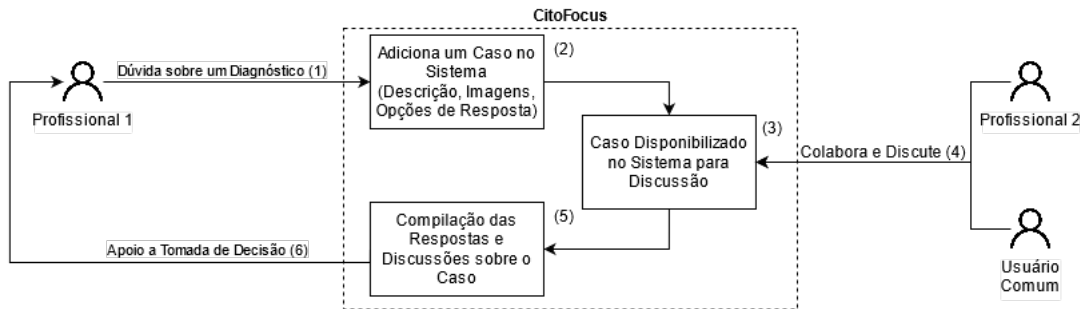 CitoFocus
Dúvida sobre um Diagnóstico (1)
Profissional 1
Adiciona um Caso no
Sistema
(Descrição, Imagens,
Opções de Resposta)
(2)
Caso Disponibilizado
no Sistema para
Discussão
(3)
Colabora e Discute (4)
Profissional 2
Usuário
Comum
Compilação das
Respostas e
Discussões sobre o
Caso
(5)
Apoio a Tomada de Decisão (6)